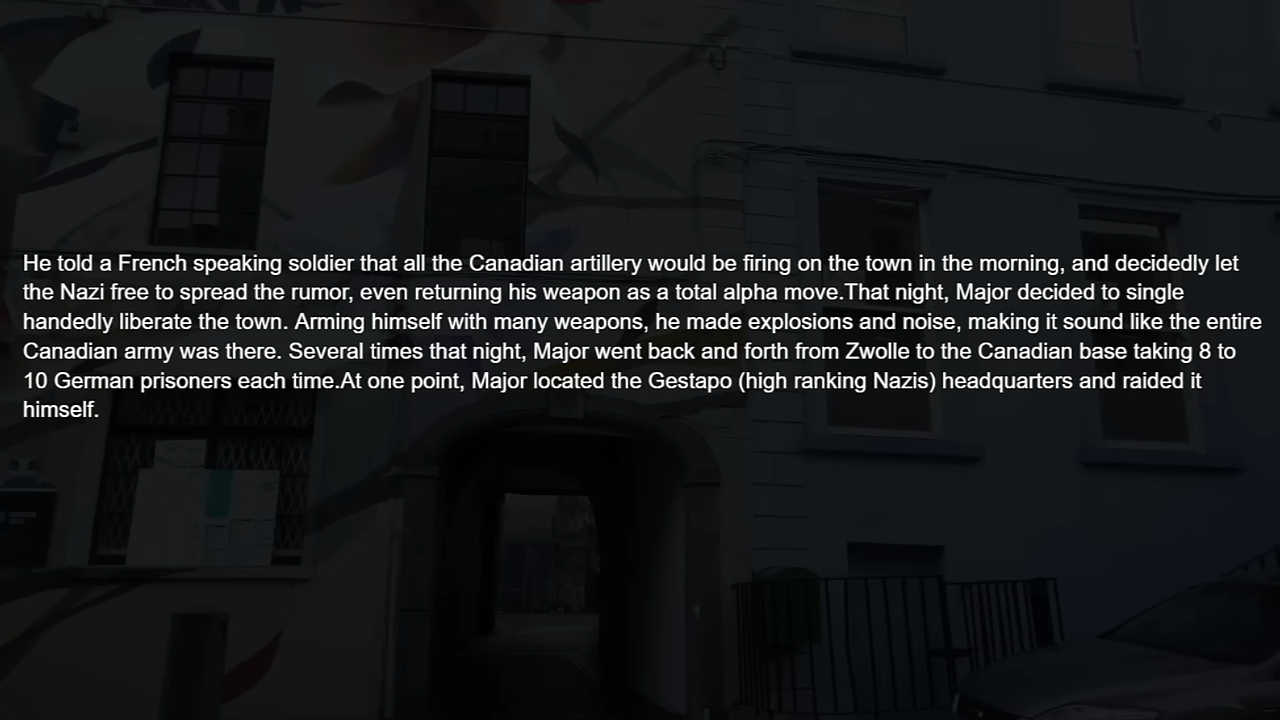 He told a French speaking soldier that all the Canadian artillery would be firing on the town in the morning, and decidedly let
the Nazi free to spread the rumor, even returning his weapon as a total alpha move.That night, Major decided to single
handedly liberate the town. Arming himself with many weapons, he made explosions and noise, making it sound like the entire
Canadian army was there. Several times that night, Major went back and forth from Zwolle to the Canadian base taking 8 to
10 German prisoners each time.At one point, Major located the Gestapo (high ranking Nazis) headquarters and raided it
himself.